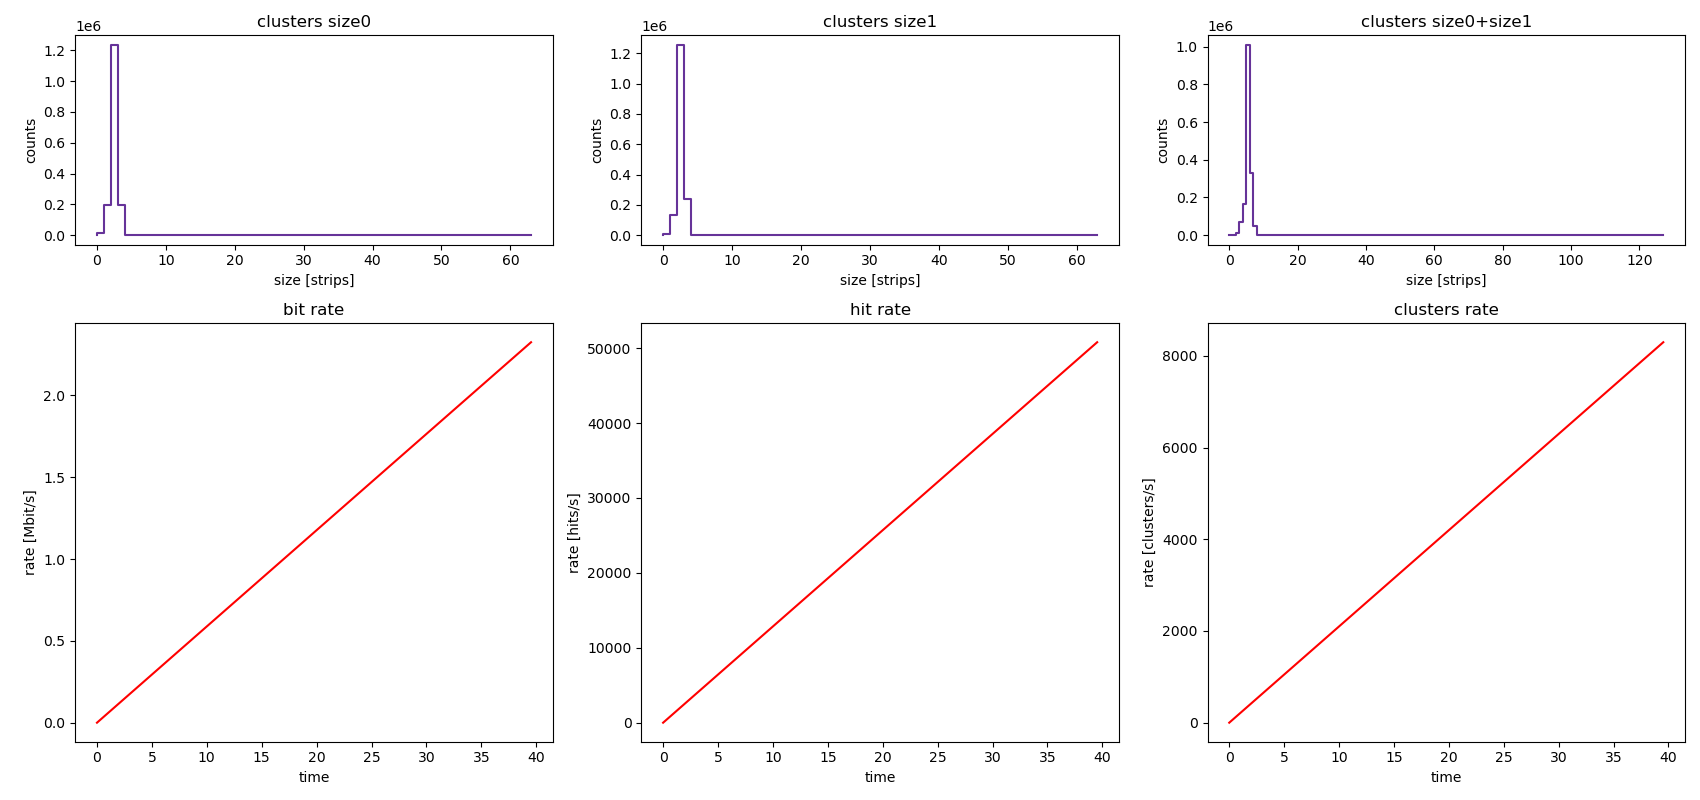 clusters size0
1e6
counts
1.2
1.0
0.8
0.6
0.4
0.2
0.0
0 10 20 30 40 50 60
size [strips]
clusters size1
1e6
counts
1.2
1.0
0.8
0.6
0.4
0.2
0.0
0 10 20 30 40 50 60
size [strips]
clusters size0+size1
1e6
counts
1.0
0.8
0.6
0.4
0.2
0.0
0 20 40 60 80 100 120
size [strips]
bit rate
rate [Mbit/s]
2.0
1.5
1.0
0.5
0.0
0 5 10 15 20 25 30 35 40
time
hit rate
rate [hits/s]
50000
40000
30000
20000
10000
0
0 5 10 15 20 25 30 35 40
time
clusters rate
rate [clusters/s]
8000
6000
4000
2000
0
0 5 10 15 20 25 30 35 40
time